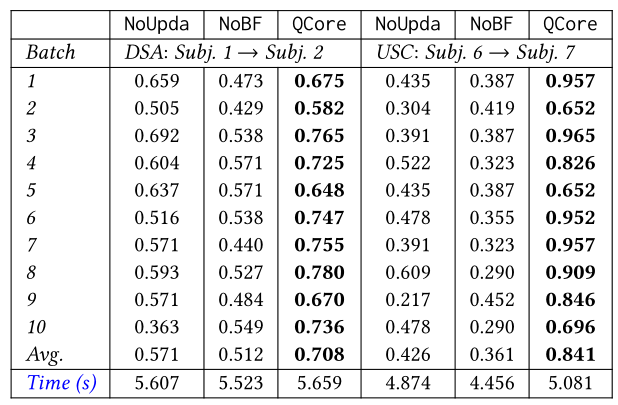 NoUpda NoBF QCore NoUpda NoBF QCore
Batch DSA: Subj. 1 → Subj. 2 USC: Subj. 6 → Subj. 7
1 0.659 0.473 0.675 0.435 0.387 0.957
2 0.505 0.429 0.582 0.304 0.419 0.652
3 0.692 0.538 0.765 0.391 0.387 0.965
4 0.604 0.571 0.725 0.522 0.323 0.826
5 0.637 0.571 0.648 0.435 0.387 0.652
6 0.516 0.538 0.747 0.478 0.355 0.952
7 0.571 0.440 0.755 0.391 0.323 0.957
8 0.593 0.527 0.780 0.609 0.290 0.909
9 0.571 0.484 0.670 0.217 0.452 0.846
10 0.363 0.549 0.736 0.478 0.290 0.696
Avg. 0.571 0.512 0.708 0.426 0.361 0.841
Time (s) 5.607 5.523 5.659 4.874 4.456 5.081